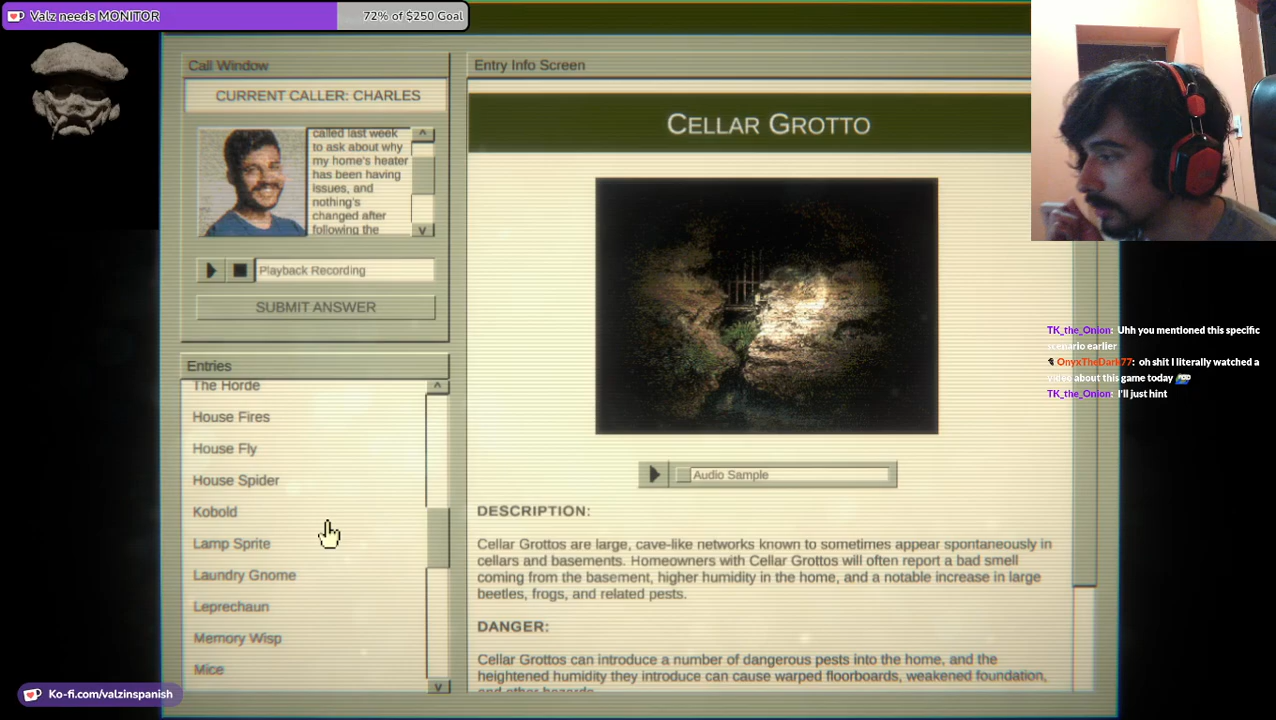 Valz needs MONITOR
72% of $250 Goal
Call Window
CURRENT CALLER: CHARLES
called last week
to ask about why
my home's heater
has been having
issues, and
nothing's
changed after
following the
Playback Recording
SUBMIT ANSWER
Entries
The Horde
House Fires
House Fly
House Spider
Kobold
Lamp Sprite
Laundry Gnome
Leprechaun
Memory Wisp
Mice
Ko-fi.com/valzinspanish
Entry Info Screen
CELLAR GROTTO
Audio Sample
DESCRIPTION:
Cellar Grottos are large, cave-like networks known to sometimes appear spontaneously in
cellars and basements. Homeowners with Cellar Grottos will often report a bad smell
coming from the basement, higher humidity in the home, and a notable increase in large
beetles, frogs, and related pests.
DANGER:
Cellar Grottos can introduce a number of dangerous pests into the home, and the
heightened humidity they introduce can cause warped floorboards, weakened foundation,
and other hazards.
TK_the_Onion: Uhh you mentioned this specific
scenario earlier
OnyxTheDark77: oh shit I literally watched a
video about this game today
TK_the_Onion: I'll just hint